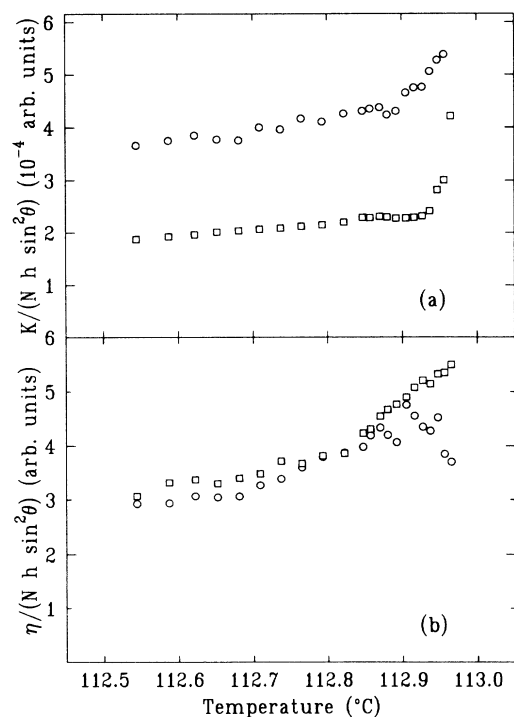 6
5
4
3
2
1
K/(N h sin²θ) (10⁻⁴ arb. units)
(a)
6
5
4
3
2
1
η/(N h sin²θ) (arb. units)
(b)
112.5 112.6 112.7 112.8 112.9 113.0
Temperature (°C)